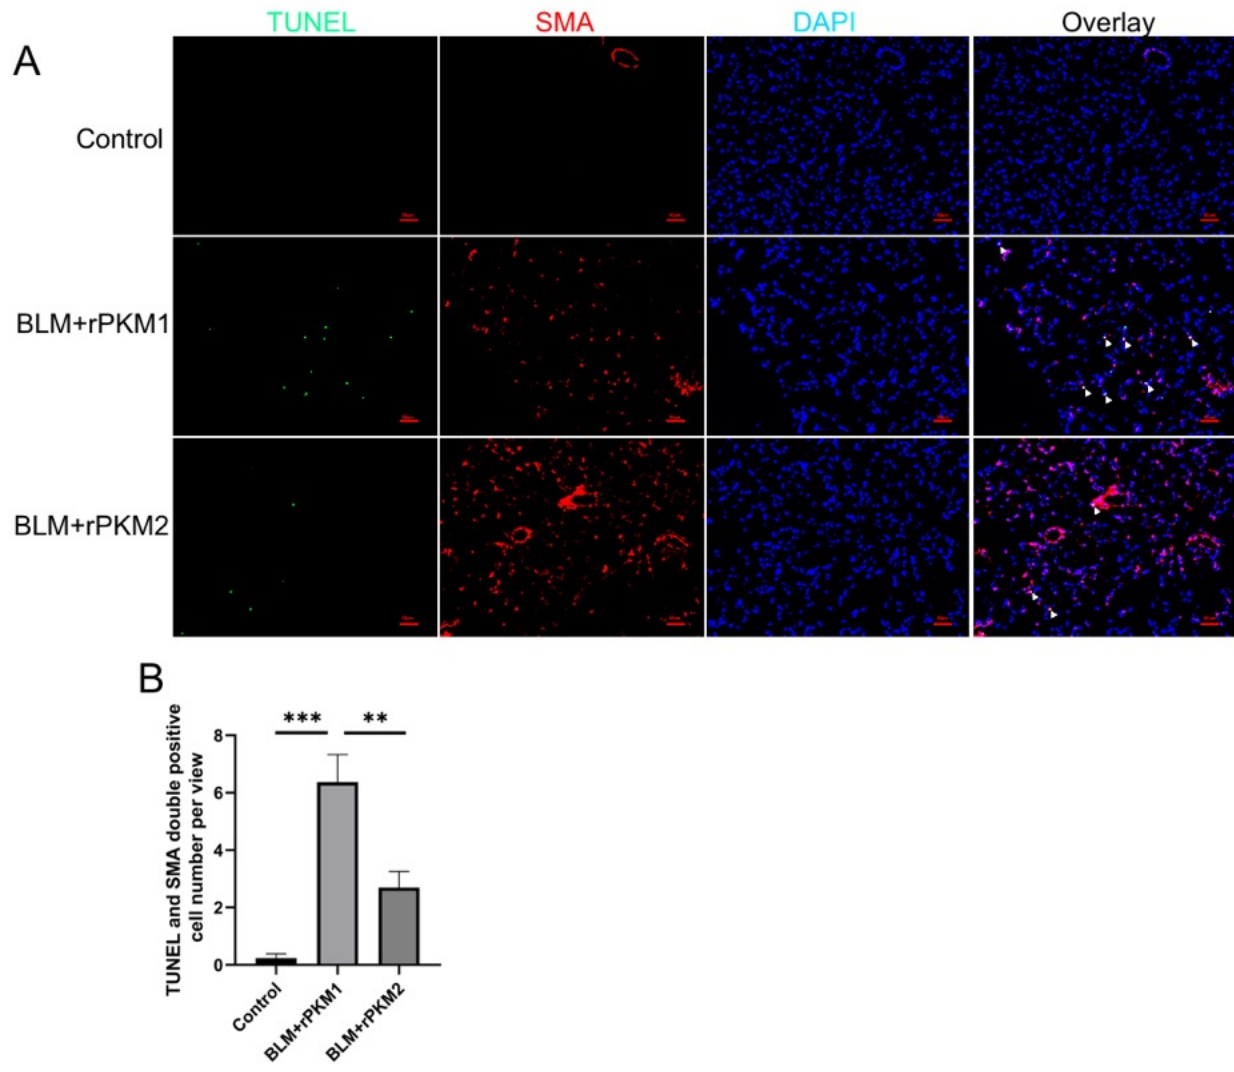 TUNEL SMA DAPI Overlay
A
Control
BLM+rPKM1
BLM+rPKM2
B
TUNEL and SMA double positive
cell number per view
*** **
8
6
4
2
0
Control
BLM+rPKM1
BLM+rPKM2